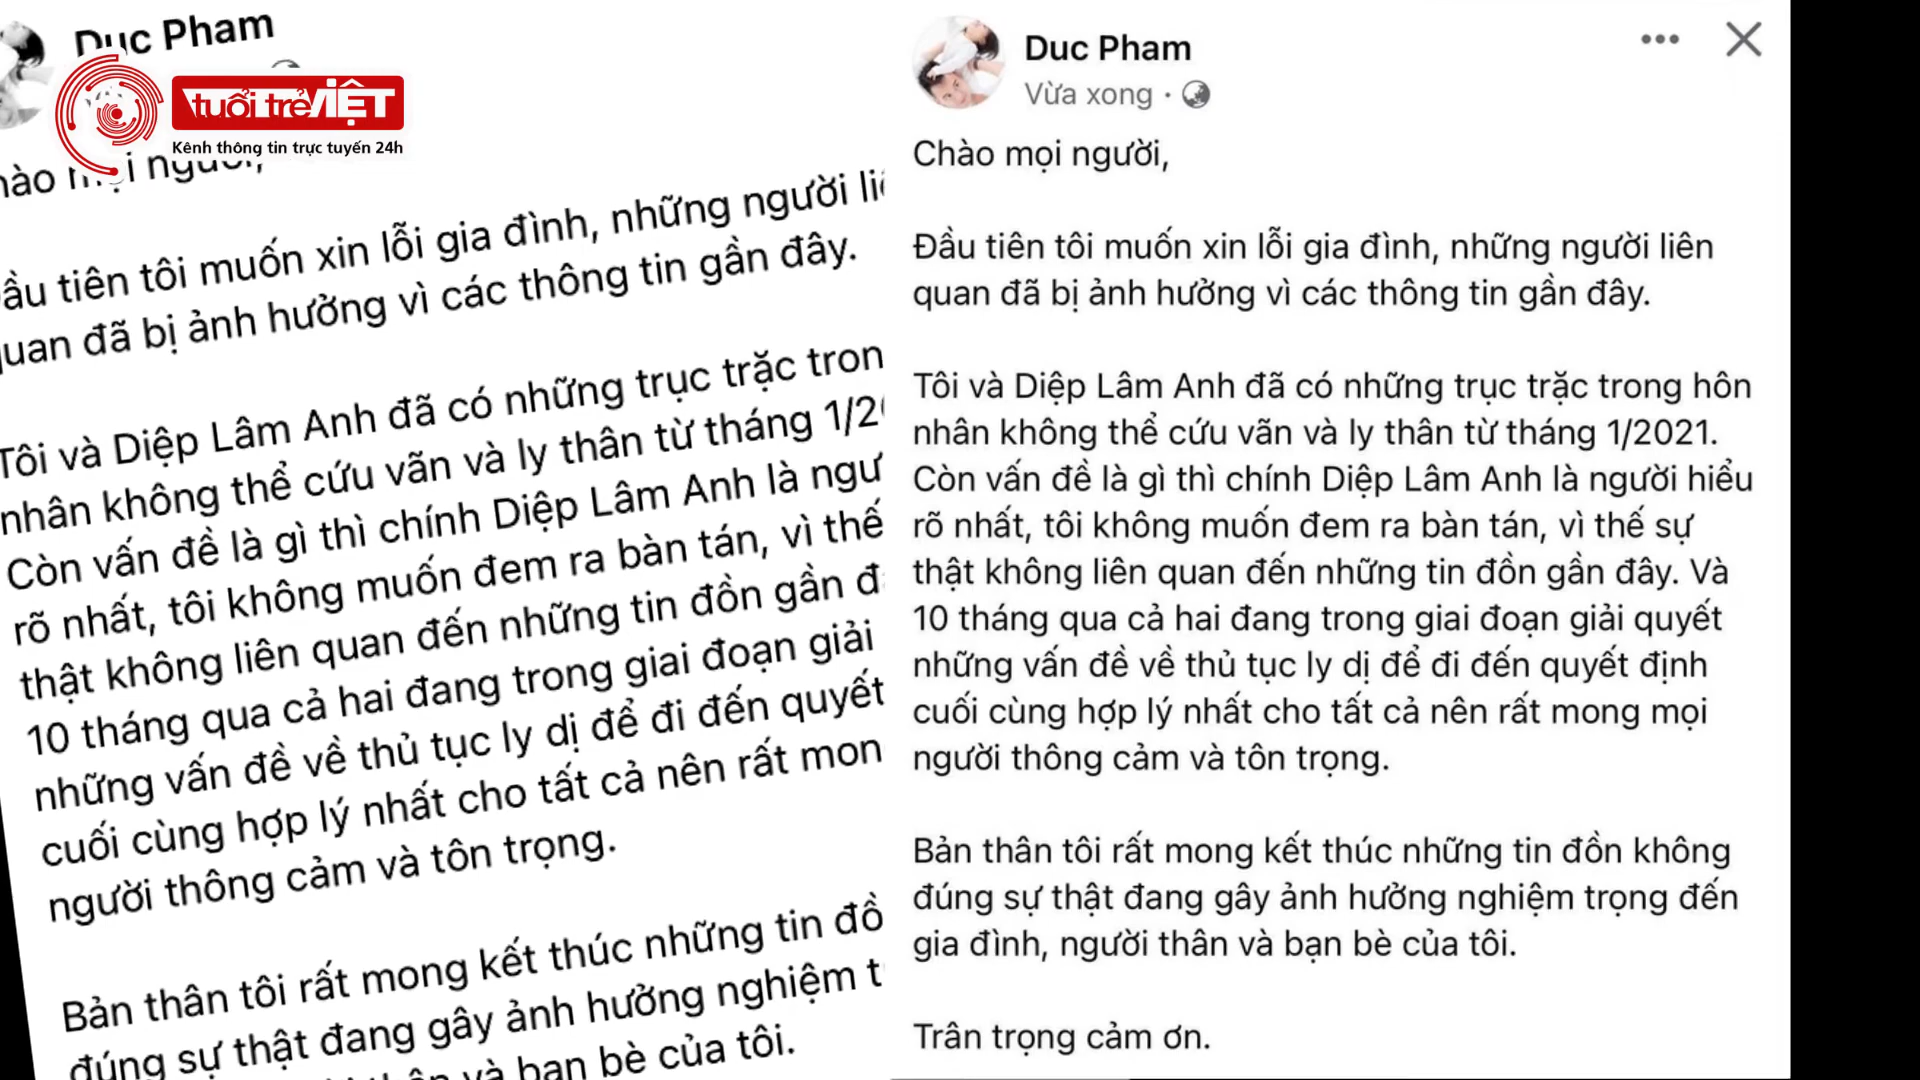 Duc Pham
tuổi trẻ VIỆT
Kênh thông tin trực tuyến 24h
ầu tiên tôi muốn xin lỗi gia đình, những người liê
quan đã bị ảnh hưởng vì các thông tin gần đây.
Tôi và Diệp Lâm Anh đã có những trục trặc tron
nhân không thể cứu vãn và ly thân từ tháng 1/2
Còn vấn đề là gì thì chính Diệp Lâm Anh là ngư
rõ nhất, tôi không muốn đem ra bàn tán, vì thế
thật không liên quan đến những tin đồn gần đ
10 tháng qua cả hai đang trong giai đoạn giải
những vấn đề về thủ tục ly dị để đi đến quyết
cuối cùng hợp lý nhất cho tất cả nên rất mon
người thông cảm và tôn trọng.
Bản thân tôi rất mong kết thúc những tin đồ
đúng sự thật đang gây ảnh hưởng nghiệm t
và bạn bè của tôi.
Duc Pham
Vừa xong
Chào mọi người,
Đầu tiên tôi muốn xin lỗi gia đình, những người liên
quan đã bị ảnh hưởng vì các thông tin gần đây.
Tôi và Diệp Lâm Anh đã có những trục trặc trong hôn
nhân không thể cứu vãn và ly thân từ tháng 1/2021.
Còn vấn đề là gì thì chính Diệp Lâm Anh là người hiểu
rõ nhất, tôi không muốn đem ra bàn tán, vì thế sự
thật không liên quan đến những tin đồn gần đây. Và
10 tháng qua cả hai đang trong giai đoạn giải quyết
những vấn đề về thủ tục ly dị để đi đến quyết định
cuối cùng hợp lý nhất cho tất cả nên rất mong mọi
người thông cảm và tôn trọng.
Bản thân tôi rất mong kết thúc những tin đồn không
đúng sự thật đang gây ảnh hưởng nghiệm trọng đến
gia đình, người thân và bạn bè của tôi.
Trân trọng cảm ơn.